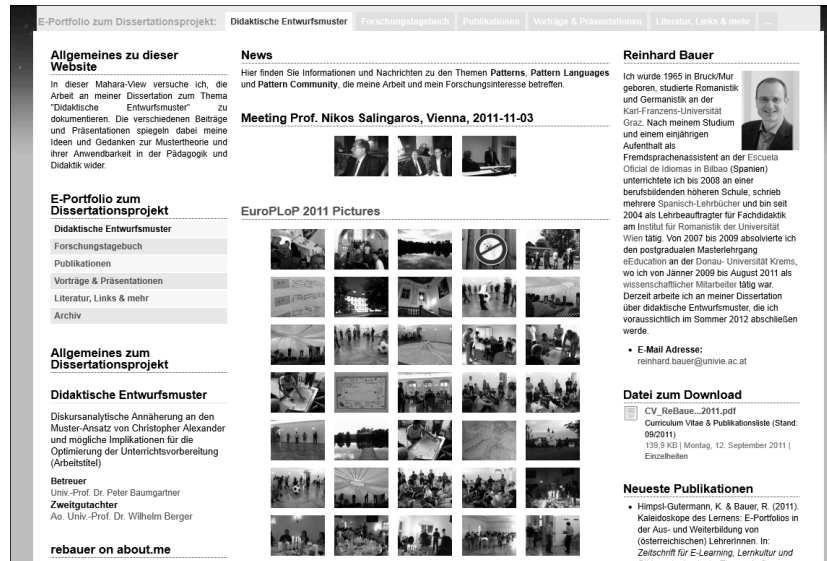 E-Portfolio zum Dissertationsprojekt:
Didaktische Entwurfsmuster
Forschungstagebuch
Publikationen
Vorträge & Präsentationen
Literatur, Links & mehr
...
Allgemeines zu dieser
Website
In dieser Mahara-View versuche ich, die
Arbeit an meiner Dissertation zum Thema
"Didaktische Entwurfsmuster" zu
dokumentieren. Die verschiedenen Beiträge
und Präsentationen spiegeln dabei meine
Ideen und Gedanken zur Mustertheorie und
ihrer Anwendbarkeit in der Pädagogik und
Didaktik wider.
E-Portfolio zum
Dissertationsprojekt
Didaktische Entwurfsmuster
Forschungstagebuch
Publikationen
Vorträge & Präsentationen
Literatur, Links & mehr
Archiv
Allgemeines zum
Dissertationsprojekt
Didaktische Entwurfsmuster
Diskursanalytische Annäherung an den
Muster-Ansatz von Christopher Alexander
und mögliche Implikationen für die
Optimierung der Unterrichtsvorbereitung
(Arbeitstitel)
Betreuer
Univ.-Prof. Dr. Peter Baumgartner
Zweitgutachter
Ao. Univ.-Prof. Dr. Wilhelm Berger
rebauer on about.me
News
Hier finden Sie Informationen und Nachrichten zu den Themen Patterns, Pattern Languages
und Pattern Community, die meine Arbeit und mein Forschungsinteresse betreffen.
Meeting Prof. Nikos Salingaros, Vienna, 2011-11-03
EuroPLoP 2011 Pictures
Reinhard Bauer
Ich wurde 1965 in Bruck/Mur
geboren, studierte Romanistik
und Germanistik an der
Karl-Franzens-Universität
Graz. Nach meinem Studium
und einem einjährigen
Aufenthalt als
Fremdsprachenassistent an der Escuela
Oficial de Idiomas in Bilbao (Spanien)
unterrichtete ich bis 2008 an einer
berufsbildenden höheren Schule, schrieb
mehrere Spanisch-Lehrbücher und bin seit
2004 als Lehrbeauftragter für Fachdidaktik
am Institut für Romanistik der Universität
Wien tätig. Von 2007 bis 2009 absolvierte ich
den postgradualen Masterlehrgang
eEducation an der Donau- Universität Krems,
wo ich von Jänner 2009 bis August 2011 als
wissenschaftlicher Mitarbeiter tätig war.
Derzeit arbeite ich an meiner Dissertation
über didaktische Entwurfsmuster, die ich
voraussichtlich im Sommer 2012 abschließen
werde.
• E-Mail Adresse:
reinhard.bauer@univie.ac.at
Datei zum Download
CV_ReBaue...2011.pdf
Curriculum Vitae & Publikationsliste (Stand:
09/2011)
139,9 KB | Montag, 12. September 2011 |
Einzelheiten
Neueste Publikationen
• Himpsl-Gutermann, K. & Bauer, R. (2011).
Kaleidoskope des Lernens: E-Portfolios in
der Aus- und Weiterbildung von
(österreichischen) LehrerInnen. In:
Zeitschrift für E-Learning, Lernkultur und